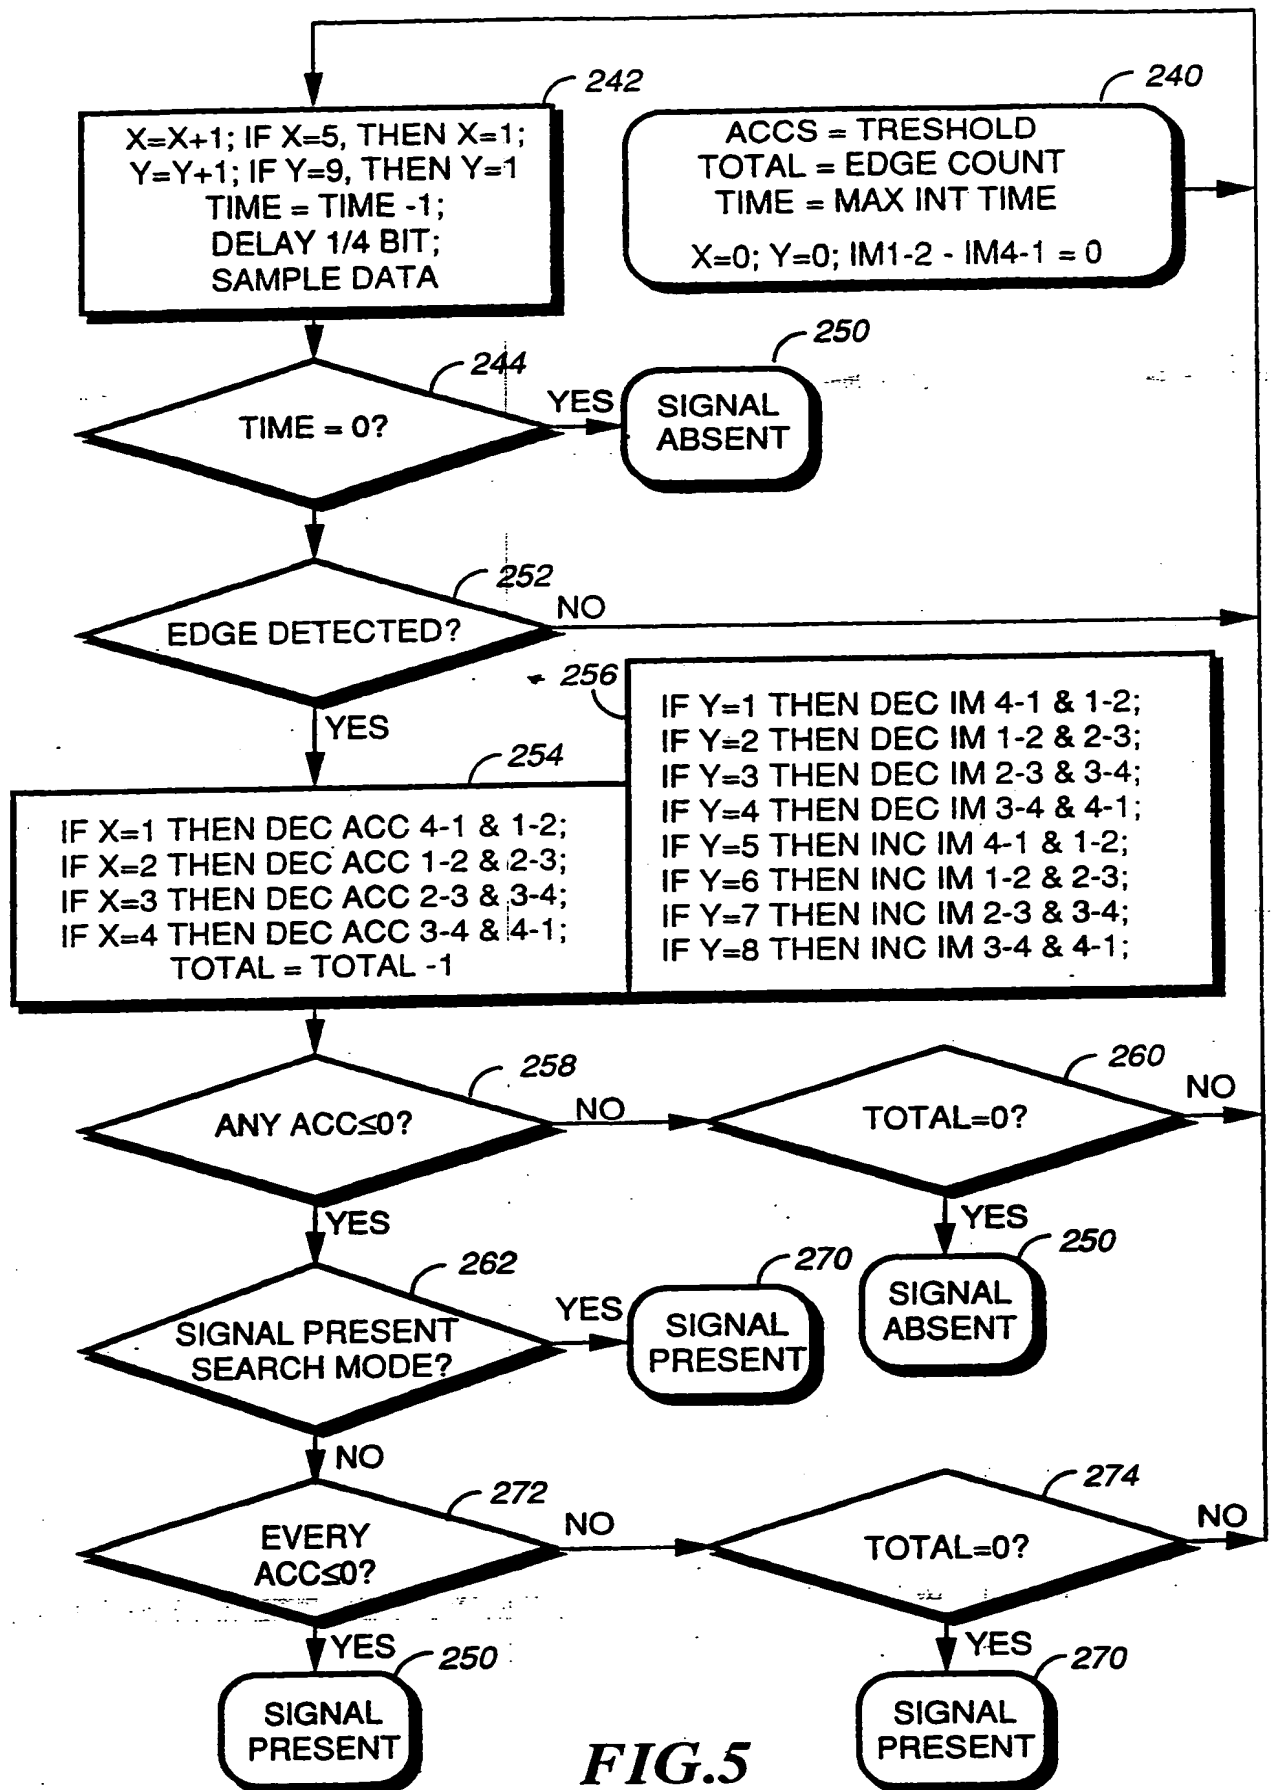 242
X=X+1; IF X=5, THEN X=1;
Y=Y+1; IF Y=9, THEN Y=1
TIME = TIME -1;
DELAY 1/4 BIT;
SAMPLE DATA
240
ACCS = TRESHOLD
TOTAL = EDGE COUNT
TIME = MAX INT TIME
X=0; Y=0; IM1-2 - IM4-1 = 0
244
TIME = 0?
YES
250
SIGNAL
ABSENT
252
EDGE DETECTED?
NO
YES
254
IF X=1 THEN DEC ACC 4-1 & 1-2;
IF X=2 THEN DEC ACC 1-2 & 2-3;
IF X=3 THEN DEC ACC 2-3 & 3-4;
IF X=4 THEN DEC ACC 3-4 & 4-1;
TOTAL = TOTAL -1
256
IF Y=1 THEN DEC IM 4-1 & 1-2;
IF Y=2 THEN DEC IM 1-2 & 2-3;
IF Y=3 THEN DEC IM 2-3 & 3-4;
IF Y=4 THEN DEC IM 3-4 & 4-1;
IF Y=5 THEN INC IM 4-1 & 1-2;
IF Y=6 THEN INC IM 1-2 & 2-3;
IF Y=7 THEN INC IM 2-3 & 3-4;
IF Y=8 THEN INC IM 3-4 & 4-1;
258
ANY ACC≤0?
NO
260
TOTAL=0?
NO
YES
250
SIGNAL
ABSENT
YES
262
SIGNAL PRESENT
SEARCH MODE?
YES
270
SIGNAL
PRESENT
NO
272
EVERY
ACC≤0?
NO
274
TOTAL=0?
NO
YES
250
SIGNAL
PRESENT
YES
270
SIGNAL
PRESENT
FIG.5